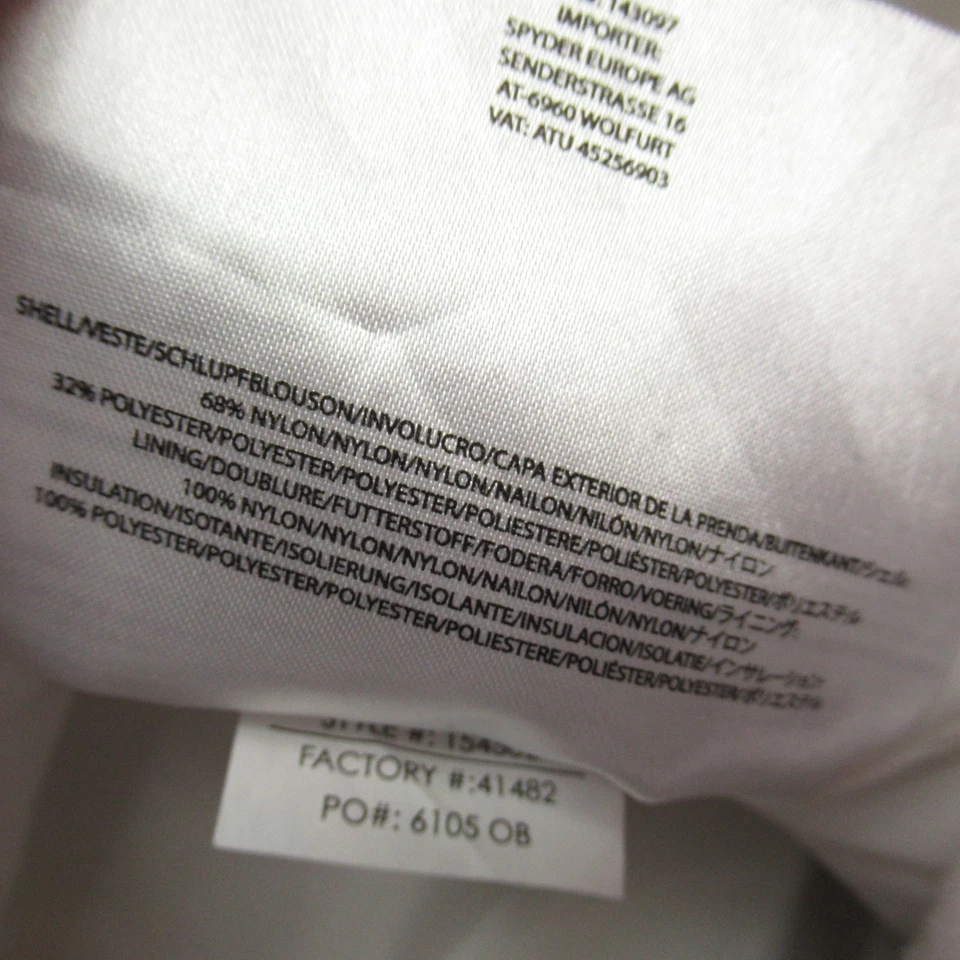 143097
IMPORTER:
SPYDER EUROPE AG
SENDERSTRASSE 16
AT-6960 WOLFURT
VAT: ATU 45256903
SHELL/VESTE/SCHLUPFBLOUSON/INVOLUCRO/CAPA EXTERIOR DE LA PRENDA/BUITENKANT/シェル
68% NYLON/NYLON/NYLON/NAILON/NILÓN/NYLON/ナイロン
32% POLYESTER/POLYESTER/POLYESTER/POLIESTERE/POLIÉSTER/POLYESTER/ポリエステル
LINING/DOUBLURE/FUTTERSTOFF/FODERA/FORRO/VOERING/ライニング:
100% NYLON/NYLON/NYLON/NAILON/NILÓN/NYLON/ナイロン
INSULATION/ISOTANTE/ISOLIERUNG/ISOLANTE/INSULACION/ISOLATIE/インサレーション
100% POLYESTER/POLYESTER/POLYESTER/POLIESTERE/POLIÉSTER/POLYESTER/ポリエステル
STYLE #:
FACTORY #:41482
PO#: 6105 OB